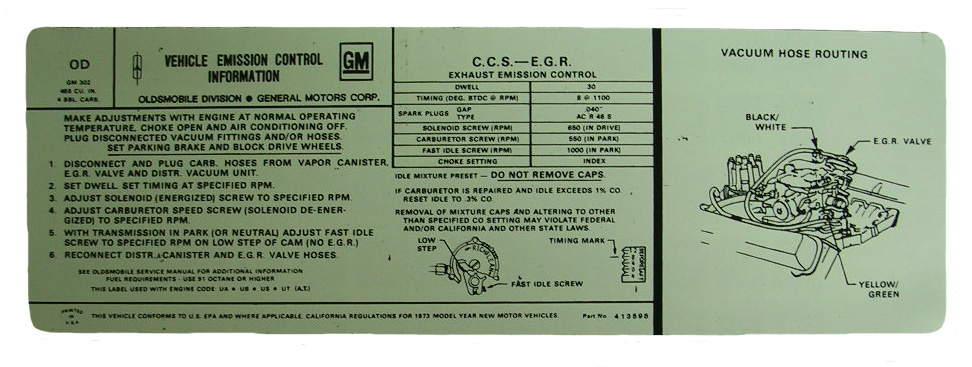 OD
GM 302
455 CU. IN.
4 BBL. CARB.
VEHICLE EMISSION CONTROL
INFORMATION
GM
OLDSMOBILE DIVISION ● GENERAL MOTORS CORP.
MAKE ADJUSTMENTS WITH ENGINE AT NORMAL OPERATING
TEMPERATURE, CHOKE OPEN AND AIR CONDITIONING OFF.
PLUG DISCONNECTED VACUUM FITTINGS AND/OR HOSES.
SET PARKING BRAKE AND BLOCK DRIVE WHEELS.
1. DISCONNECT AND PLUG CARB. HOSES FROM VAPOR CANISTER,
E.G.R. VALVE AND DISTR. VACUUM UNIT.
2. SET DWELL. SET TIMING AT SPECIFIED RPM.
3. ADJUST SOLENOID (ENERGIZED) SCREW TO SPECIFIED RPM.
4. ADJUST CARBURETOR SPEED SCREW (SOLENOID DE-ENER-
GIZED) TO SPECIFIED RPM.
5. WITH TRANSMISSION IN PARK (OR NEUTRAL) ADJUST FAST IDLE
SCREW TO SPECIFIED RPM ON LOW STEP OF CAM (NO E.G.R.)
6. RECONNECT DISTR., CANISTER AND E.G.R. VALVE HOSES.
SEE OLDSMOBILE SERVICE MANUAL FOR ADDITIONAL INFORMATION
FUEL REQUIREMENTS - USE 91 OCTANE OR HIGHER
THIS LABEL USED WITH ENGINE CODE UA ● UB ● US ● UT (A.T.)
C.C.S.—E.G.R.
EXHAUST EMISSION CONTROL
DWELL 30
TIMING (DEG. BTDC @ RPM) 8 @ 1100
SPARK PLUGS GAP .040"
TYPE AC R 46 S
SOLENOID SCREW (RPM) 650 (IN DRIVE)
CARBURETOR SCREW (RPM) 550 (IN PARK)
FAST IDLE SCREW (RPM) 1000 (IN PARK)
CHOKE SETTING INDEX
IDLE MIXTURE PRESET — DO NOT REMOVE CAPS.
IF CARBURETOR IS REPAIRED AND IDLE EXCEEDS 1% CO
RESET IDLE TO .3% CO
REMOVAL OF MIXTURE CAPS AND ALTERING TO OTHER
THAN SPECIFIED CO SETTING MAY VIOLATE FEDERAL
AND/OR CALIFORNIA AND OTHER STATE LAWS.
LOW
STEP
TIMING MARK
FAST IDLE SCREW
VACUUM HOSE ROUTING
BLACK/
WHITE
E.G.R. VALVE
YELLOW/
GREEN
PRINTED
IN
U.S.A.
THIS VEHICLE CONFORMS TO U.S. EPA AND WHERE APPLICABLE, CALIFORNIA REGULATIONS FOR 1973 MODEL YEAR NEW MOTOR VEHICLES.
Part No. 413598